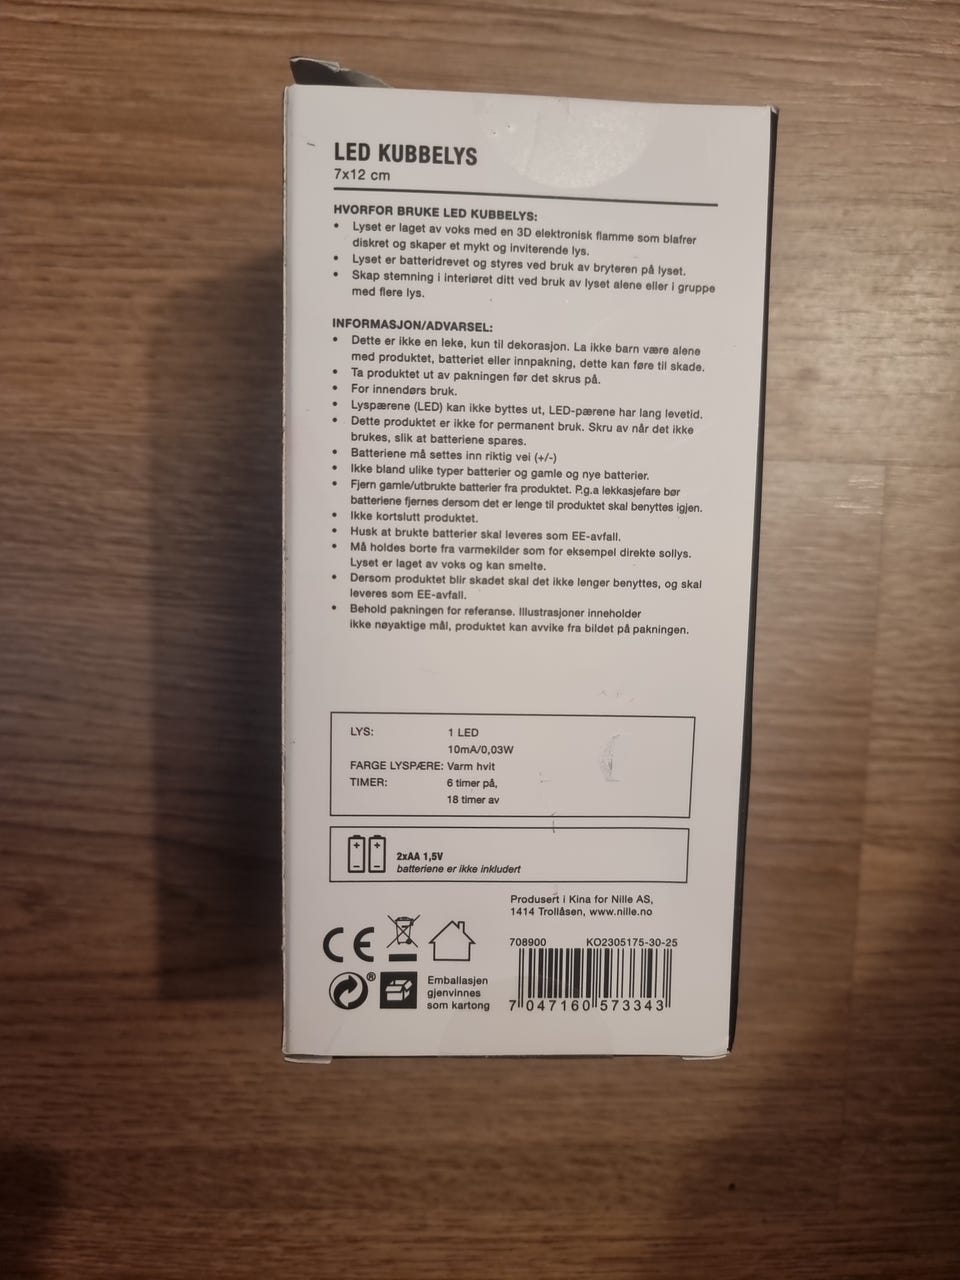 LED KUBBELYS
7x12 cm
HVORFOR BRUKE LED KUBBELYS:
• Lyset er laget av voks med en 3D elektronisk flamme som blafrer
diskret og skaper et mykt og inviterende lys.
• Lyset er batteridrevet og styres ved bruk av bryteren på lyset.
• Skap stemning i interiøret ditt ved bruk av lyset alene eller i gruppe
med flere lys.
INFORMASJON/ADVARSEL:
• Dette er ikke en leke, kun til dekorasjon. La ikke barn være alene
med produktet, batteriet eller innpakning, dette kan føre til skade.
• Ta produktet ut av pakningen før det skrus på.
• For innendørs bruk.
• Lyspærene (LED) kan ikke byttes ut, LED-pærene har lang levetid.
• Dette produktet er ikke for permanent bruk. Skru av når det ikke
brukes, slik at batteriene spares.
• Batteriene må settes inn riktig vei (+/-)
• Ikke bland ulike typer batterier og gamle og nye batterier.
• Fjern gamle/utbrukte batterier fra produktet. P.g.a lekkasjefare bør
batteriene fjernes dersom det er lenge til produktet skal benyttes igjen.
• Ikke kortslutt produktet.
• Husk at brukte batterier skal leveres som EE-avfall.
• Må holdes borte fra varmekilder som for eksempel direkte sollys.
Lyset er laget av voks og kan smelte.
• Dersom produktet blir skadet skal det ikke lenger benyttes, og skal
leveres som EE-avfall.
• Behold pakningen for referanse. Illustrasjoner inneholder
ikke nøyaktige mål, produktet kan avvike fra bildet på pakningen.
LYS: 1 LED
10mA/0,03W
FARGE LYSPÆRE: Varm hvit
TIMER: 6 timer på,
18 timer av
2xAA 1,5V
batteriene er ikke inkludert
Produsert i Kina for Nille AS,
1414 Trollåsen, www.nille.no
CE
708900 KO2305175-30-25
®
Emballasjen
gjenvinnes
som kartong
7 047160 573343